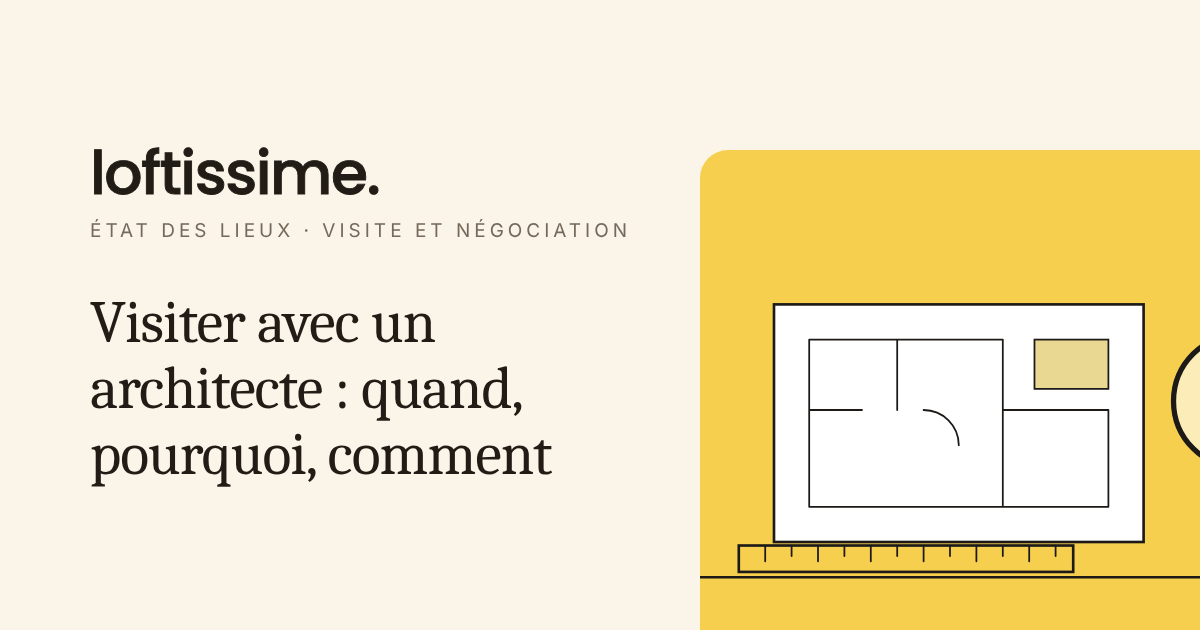 loftissime.
ÉTAT DES LIEUX · VISITE ET NÉGOCIATION
Visiter avec un
architecte : quand,
pourquoi, comment